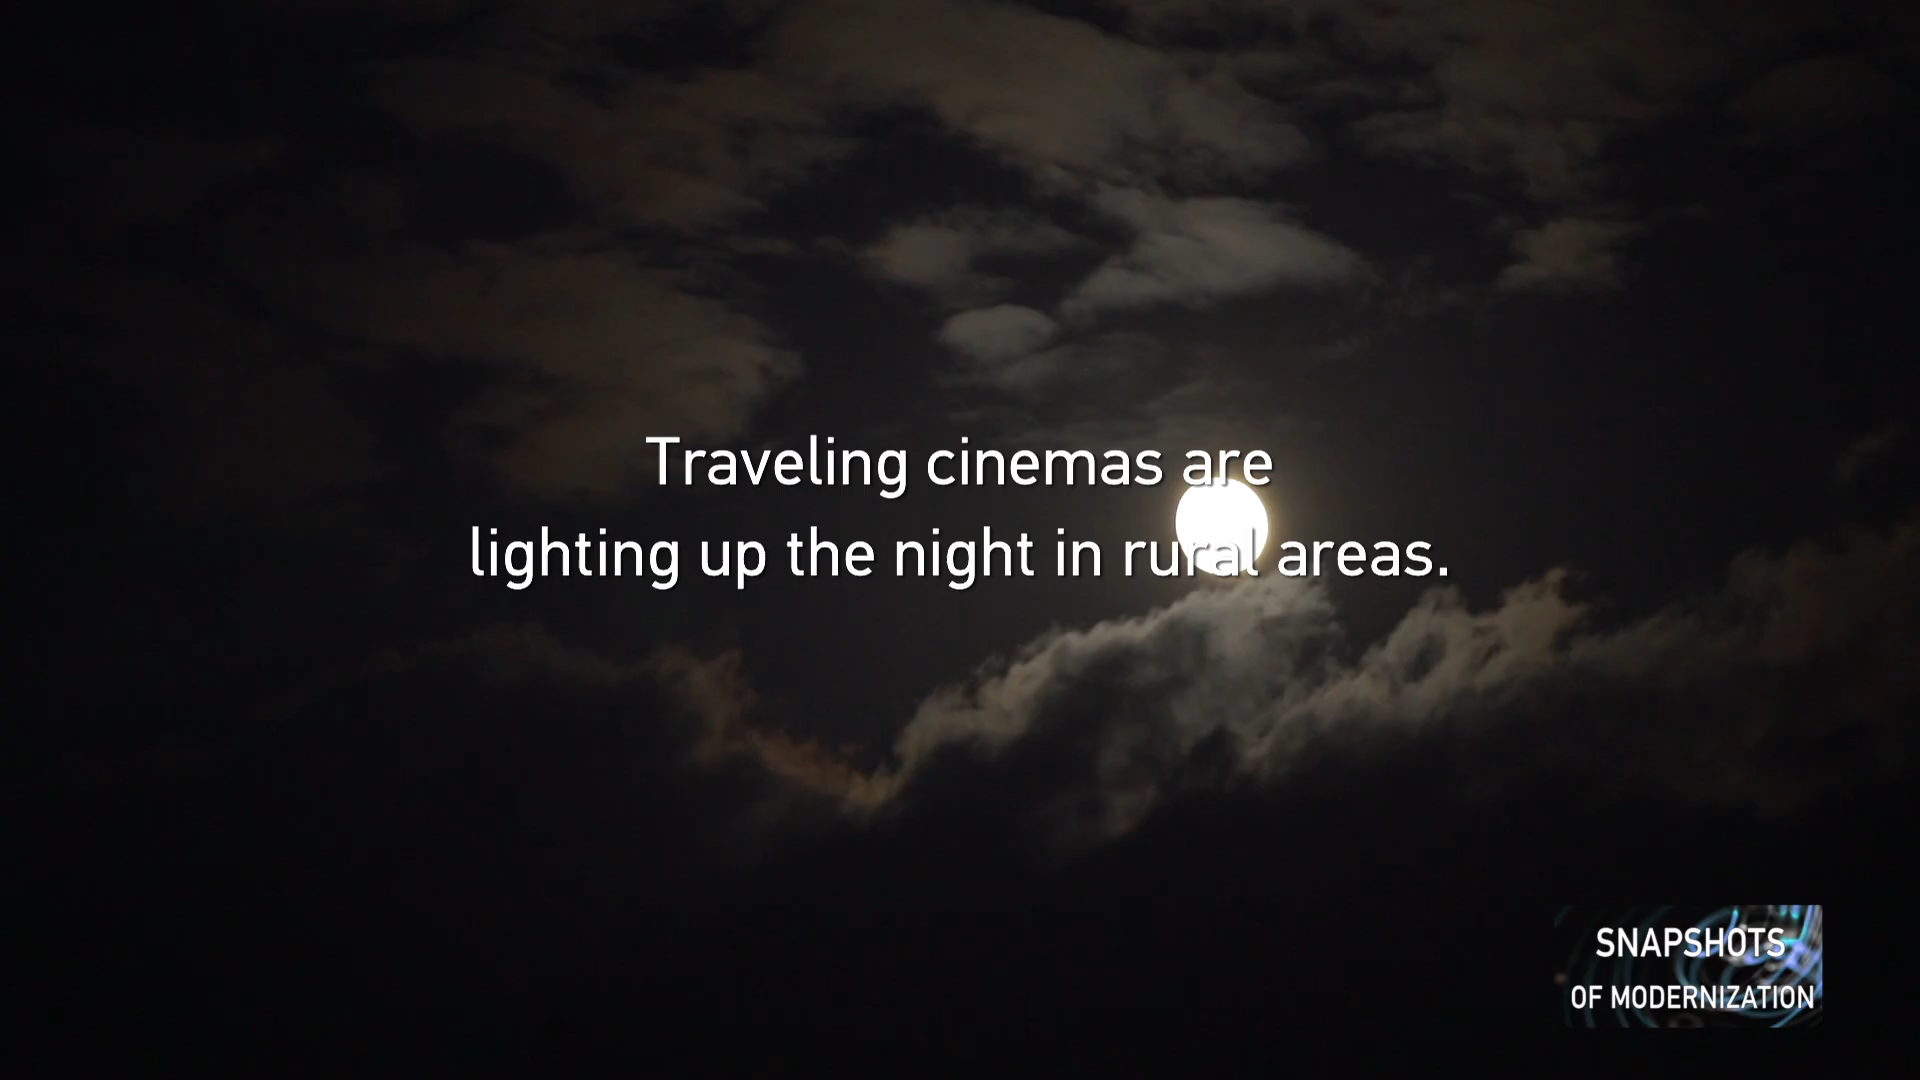 Traveling cinemas are
lighting up the night in rural areas.
SNAPSHOTS
OF MODERNIZATION